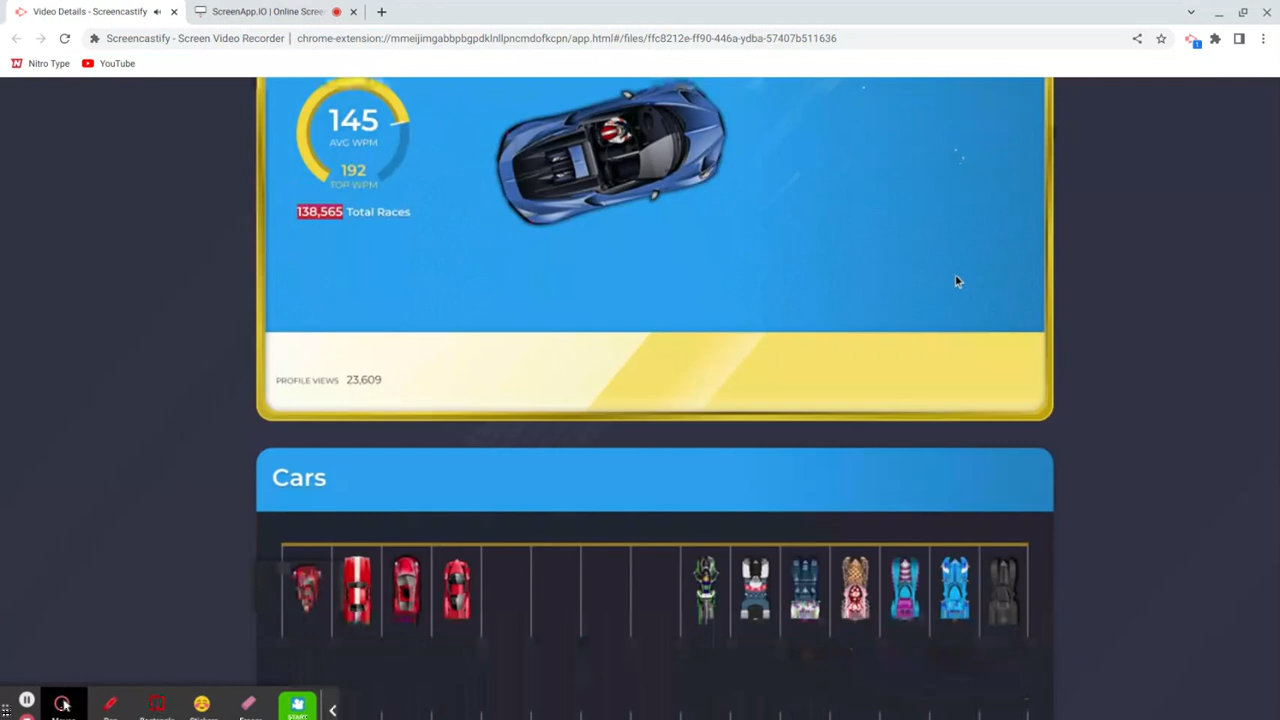 Video Details - Screencastify
ScreenApp.IO | Online Scree
Screencastify - Screen Video Recorder | chrome-extension://mmeijimgabbpbgpdklnllpncmdofkcpn/app.html#/files/ffc8212e-ff90-446a-ydba-57407b511636
1
Nitro Type
YouTube
145
AVG WPM
192
TOP WPM
138,565 Total Races
PROFILE VIEWS 23,609
Cars
START